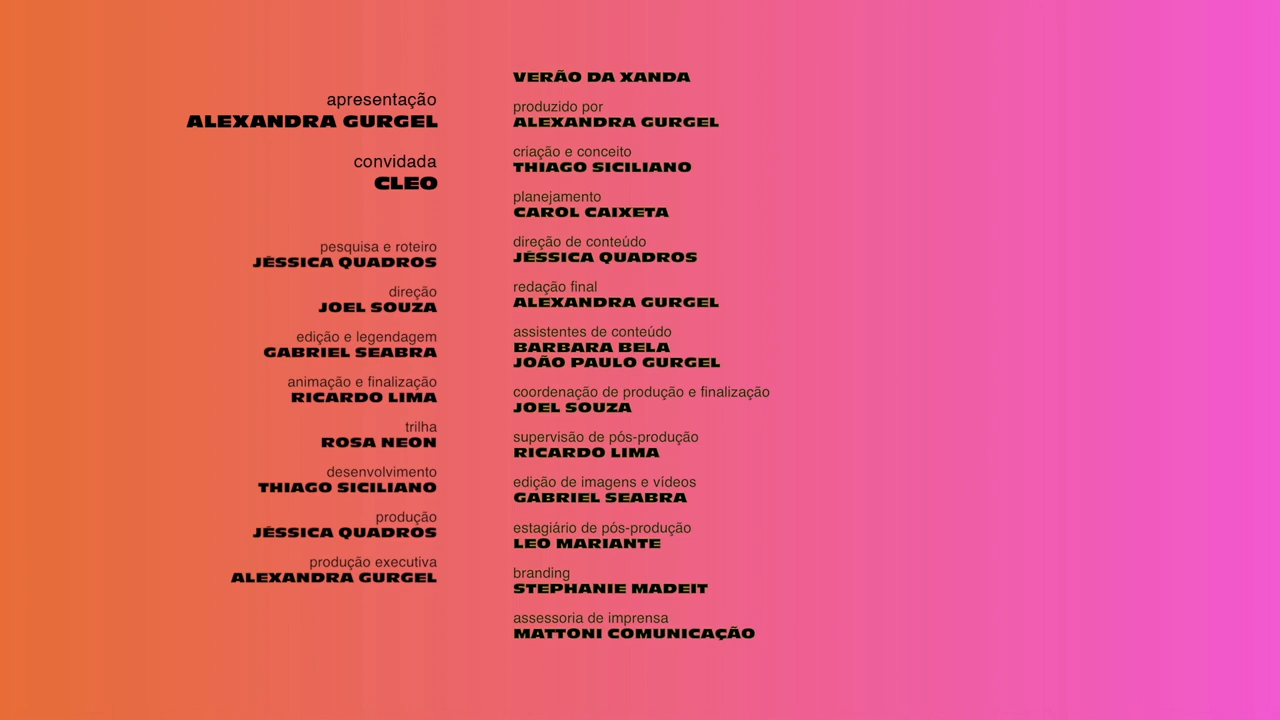 apresentação
ALEXANDRA GURGEL
convidada
CLEO
pesquisa e roteiro
JÉSSICA QUADROS
direção
JOEL SOUZA
edição e legendagem
GABRIEL SEABRA
animação e finalização
RICARDO LIMA
trilha
ROSA NEON
desenvolvimento
THIAGO SICILIANO
produção
JÉSSICA QUADROS
produção executiva
ALEXANDRA GURGEL
VERÃO DA XANDA
produzido por
ALEXANDRA GURGEL
criação e conceito
THIAGO SICILIANO
planejamento
CAROL CAIXETA
direção de conteúdo
JÉSSICA QUADROS
redação final
ALEXANDRA GURGEL
assistentes de conteúdo
BARBARA BELA
JOÃO PAULO GURGEL
coordenação de produção e finalização
JOEL SOUZA
supervisão de pós-produção
RICARDO LIMA
edição de imagens e vídeos
GABRIEL SEABRA
estagiário de pós-produção
LEO MARIANTE
branding
STEPHANIE MADEIT
assessoria de imprensa
MATTONI COMUNICAÇÃO